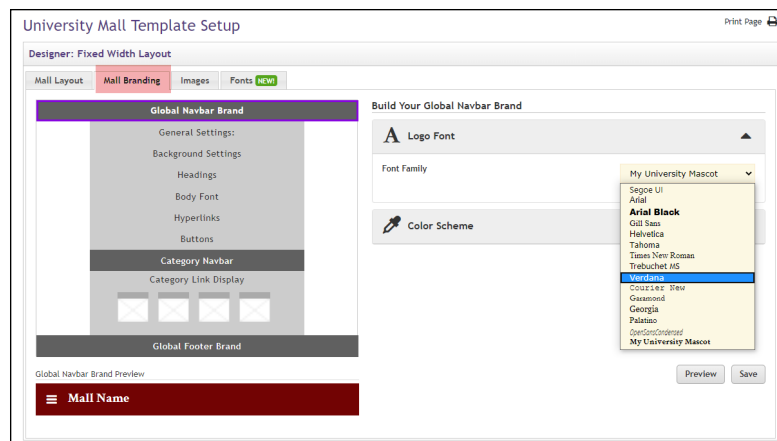 University Mall Template Setup
Print Page
Designer: Fixed Width Layout
Mall Layout
Mall Branding
Images
Fonts NEW!
Global Navbar Brand
General Settings:
Background Settings
Headings
Body Font
Hyperlinks
Buttons
Category Navbar
Category Link Display
Global Footer Brand
Global Navbar Brand Preview
Mall Name
Build Your Global Navbar Brand
A Logo Font
Font Family
My University Mascot
Segoe UI
Arial
Arial Black
Gill Sans
Helvetica
Tahoma
Times New Roman
Trebuchet MS
Verdana
Courier New
Garamond
Georgia
Palatino
OpenSansCondensed
My University Mascot
Color Scheme
Preview
Save